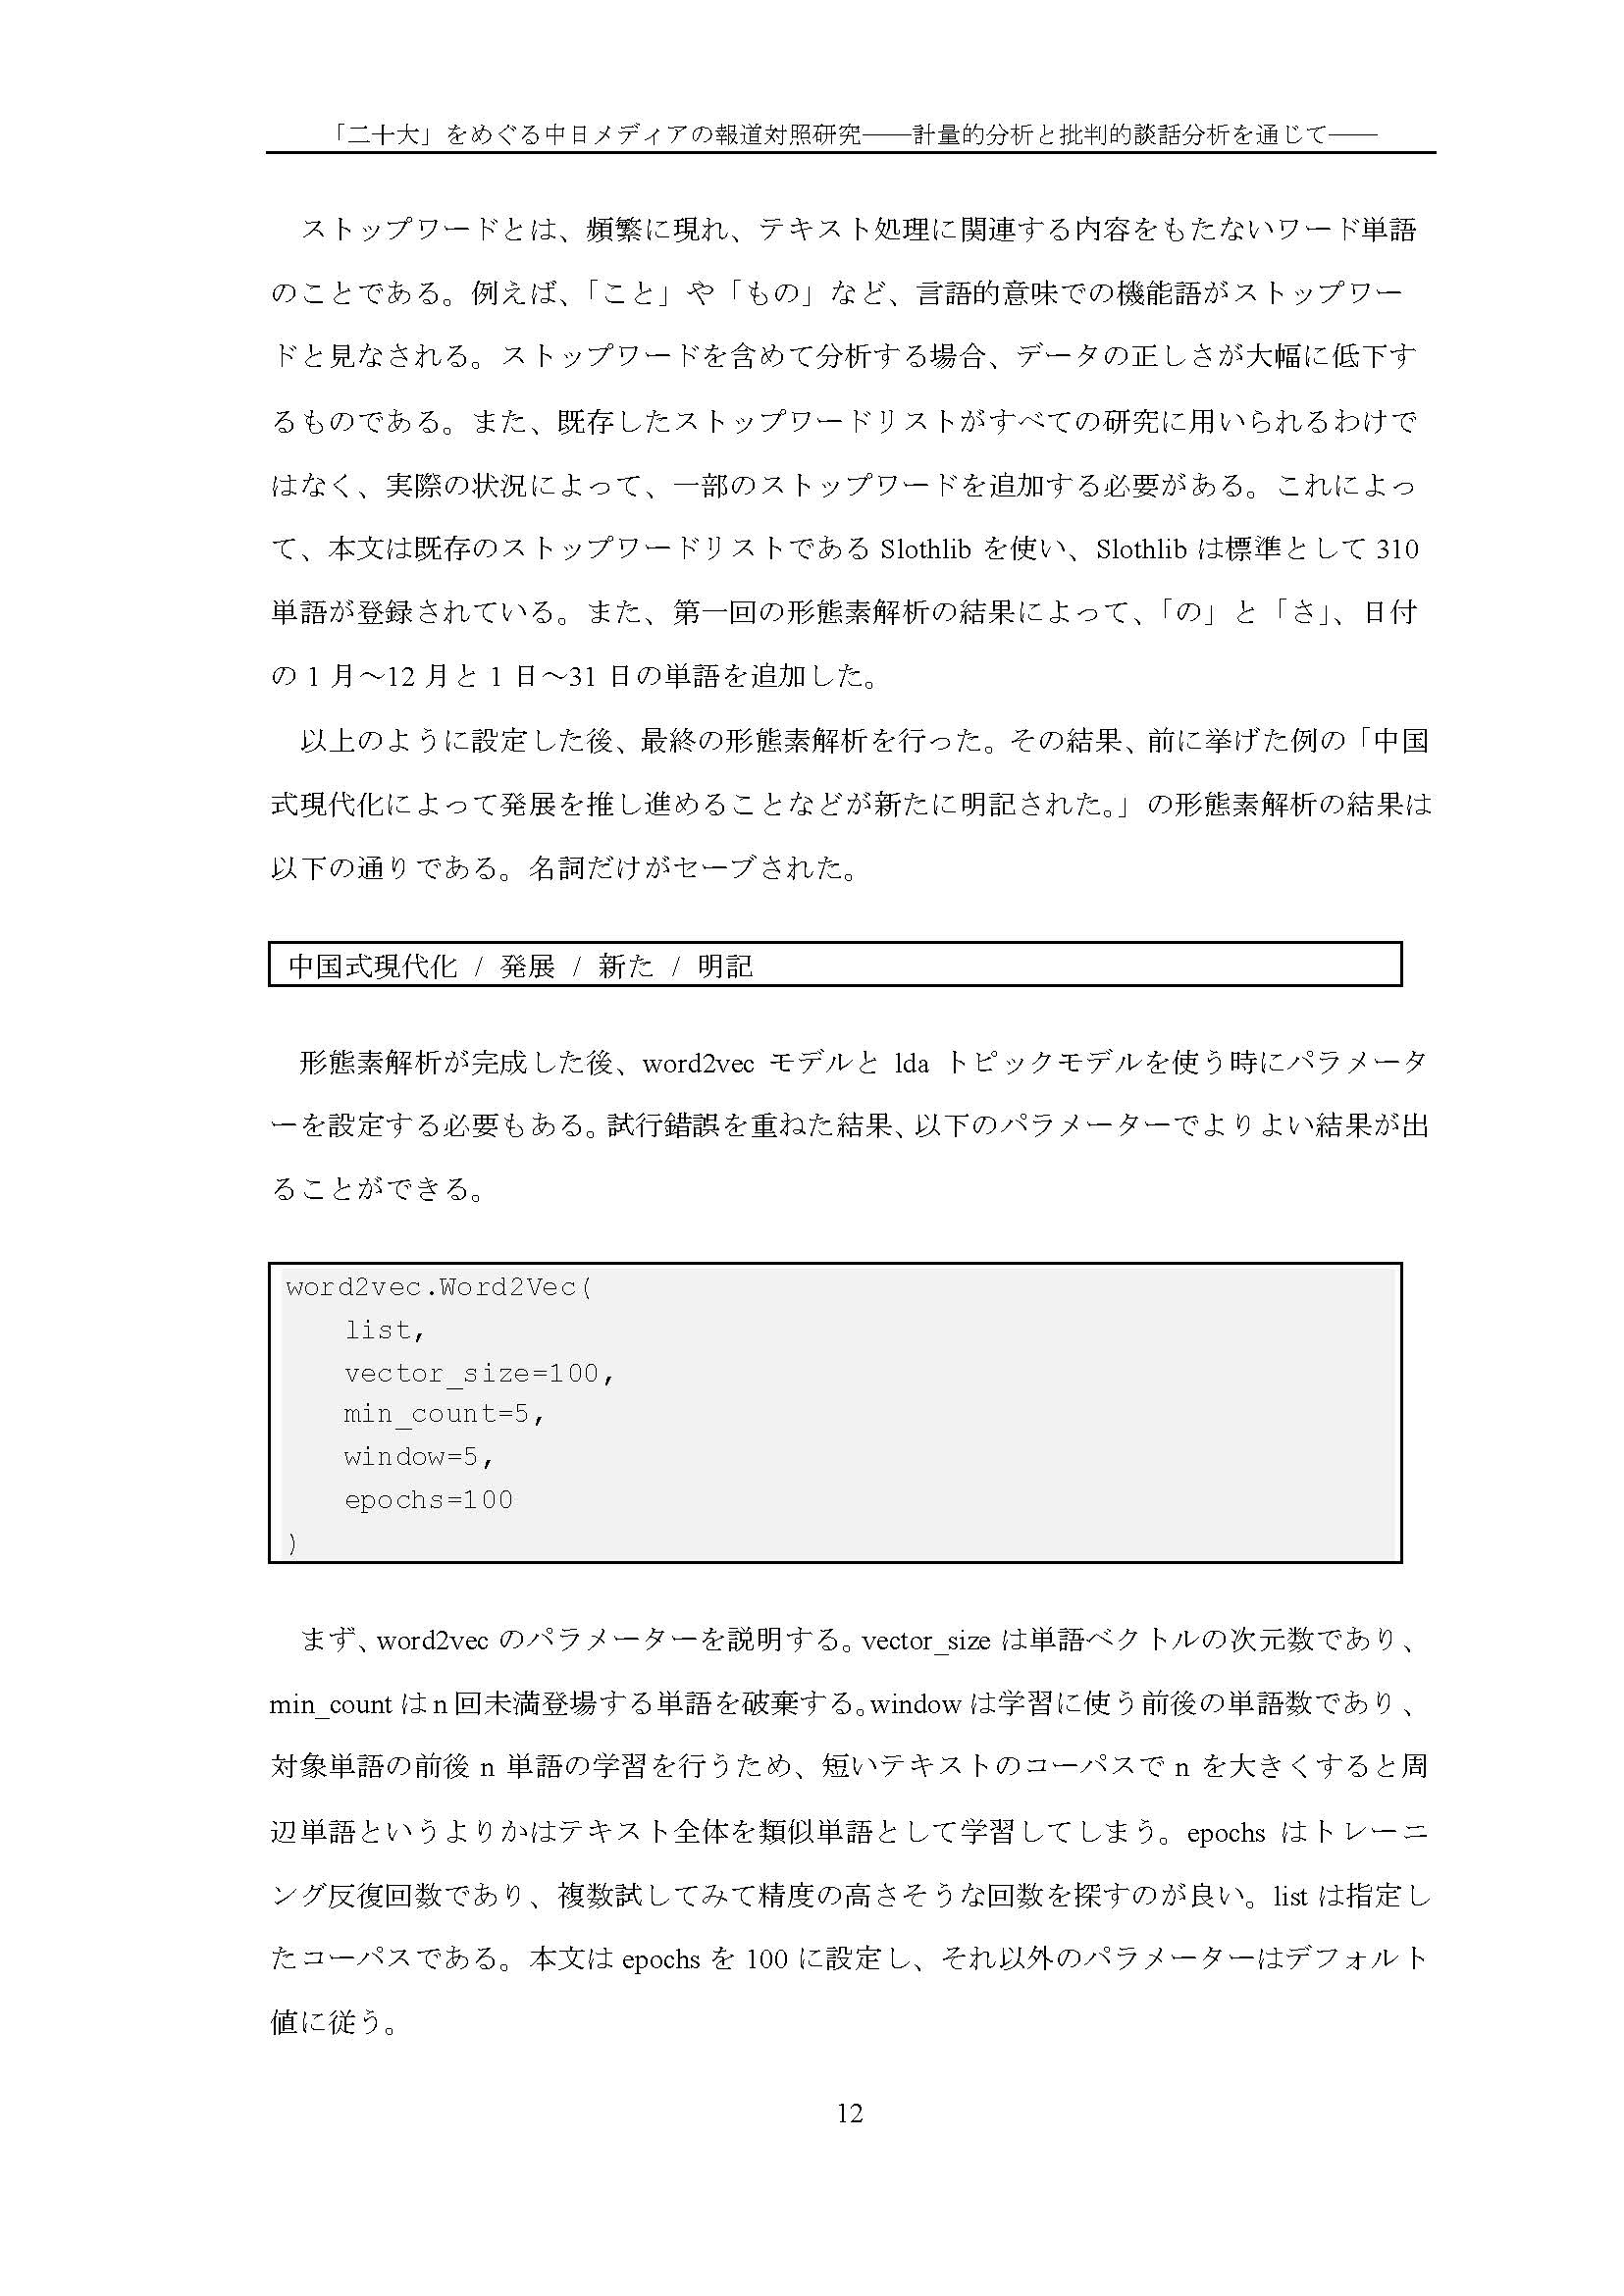 「二十大」をめぐる中日メディアの報道対照研究——計量的分析と批判的談話分析を通じて——
ストップワードとは、頻繁に現れ、テキスト処理に関連する内容をもたないワード単語
のことである。例えば、「こと」や「もの」など、言語的意味での機能語がストップワー
ドと見なされる。ストップワードを含めて分析する場合、データの正しさが大幅に低下す
るものである。また、既存したストップワードリストがすべての研究に用いられるわけで
はなく、実際の状況によって、一部のストップワードを追加する必要がある。これによっ
て、本文は既存のストップワードリストである Slothlib を使い、Slothlib は標準として 310
単語が登録されている。また、第一回の形態素解析の結果によって、「の」と「さ」、日付
の 1 月～12 月と 1 日～31 日の単語を追加した。
以上のように設定した後、最終の形態素解析を行った。その結果、前に挙げた例の「中国
式現代化によって発展を推し進めることなどが新たに明記された。」の形態素解析の結果は
以下の通りである。名詞だけがセーブされた。
中国式現代化 / 発展 / 新た / 明記
形態素解析が完成した後、word2vec モデルと lda トピックモデルを使う時にパラメータ
ーを設定する必要もある。試行錯誤を重ねた結果、以下のパラメーターでよりよい結果が出
ることができる。
word2vec.Word2Vec(
list,
vector_size=100,
min_count=5,
window=5,
epochs=100
)
まず、word2vec のパラメーターを説明する。vector_size は単語ベクトルの次元数であり、
min_count は n 回未満登場する単語を破棄する。window は学習に使う前後の単語数であり、
対象単語の前後 n 単語の学習を行うため、短いテキストのコーパスで n を大きくすると周
辺単語というよりかはテキスト全体を類似単語として学習してしまう。epochs はトレーニ
ング反復回数であり、複数試してみて精度の高さそうな回数を探すのが良い。list は指定し
たコーパスである。本文は epochs を 100 に設定し、それ以外のパラメーターはデフォルト
値に従う。
12